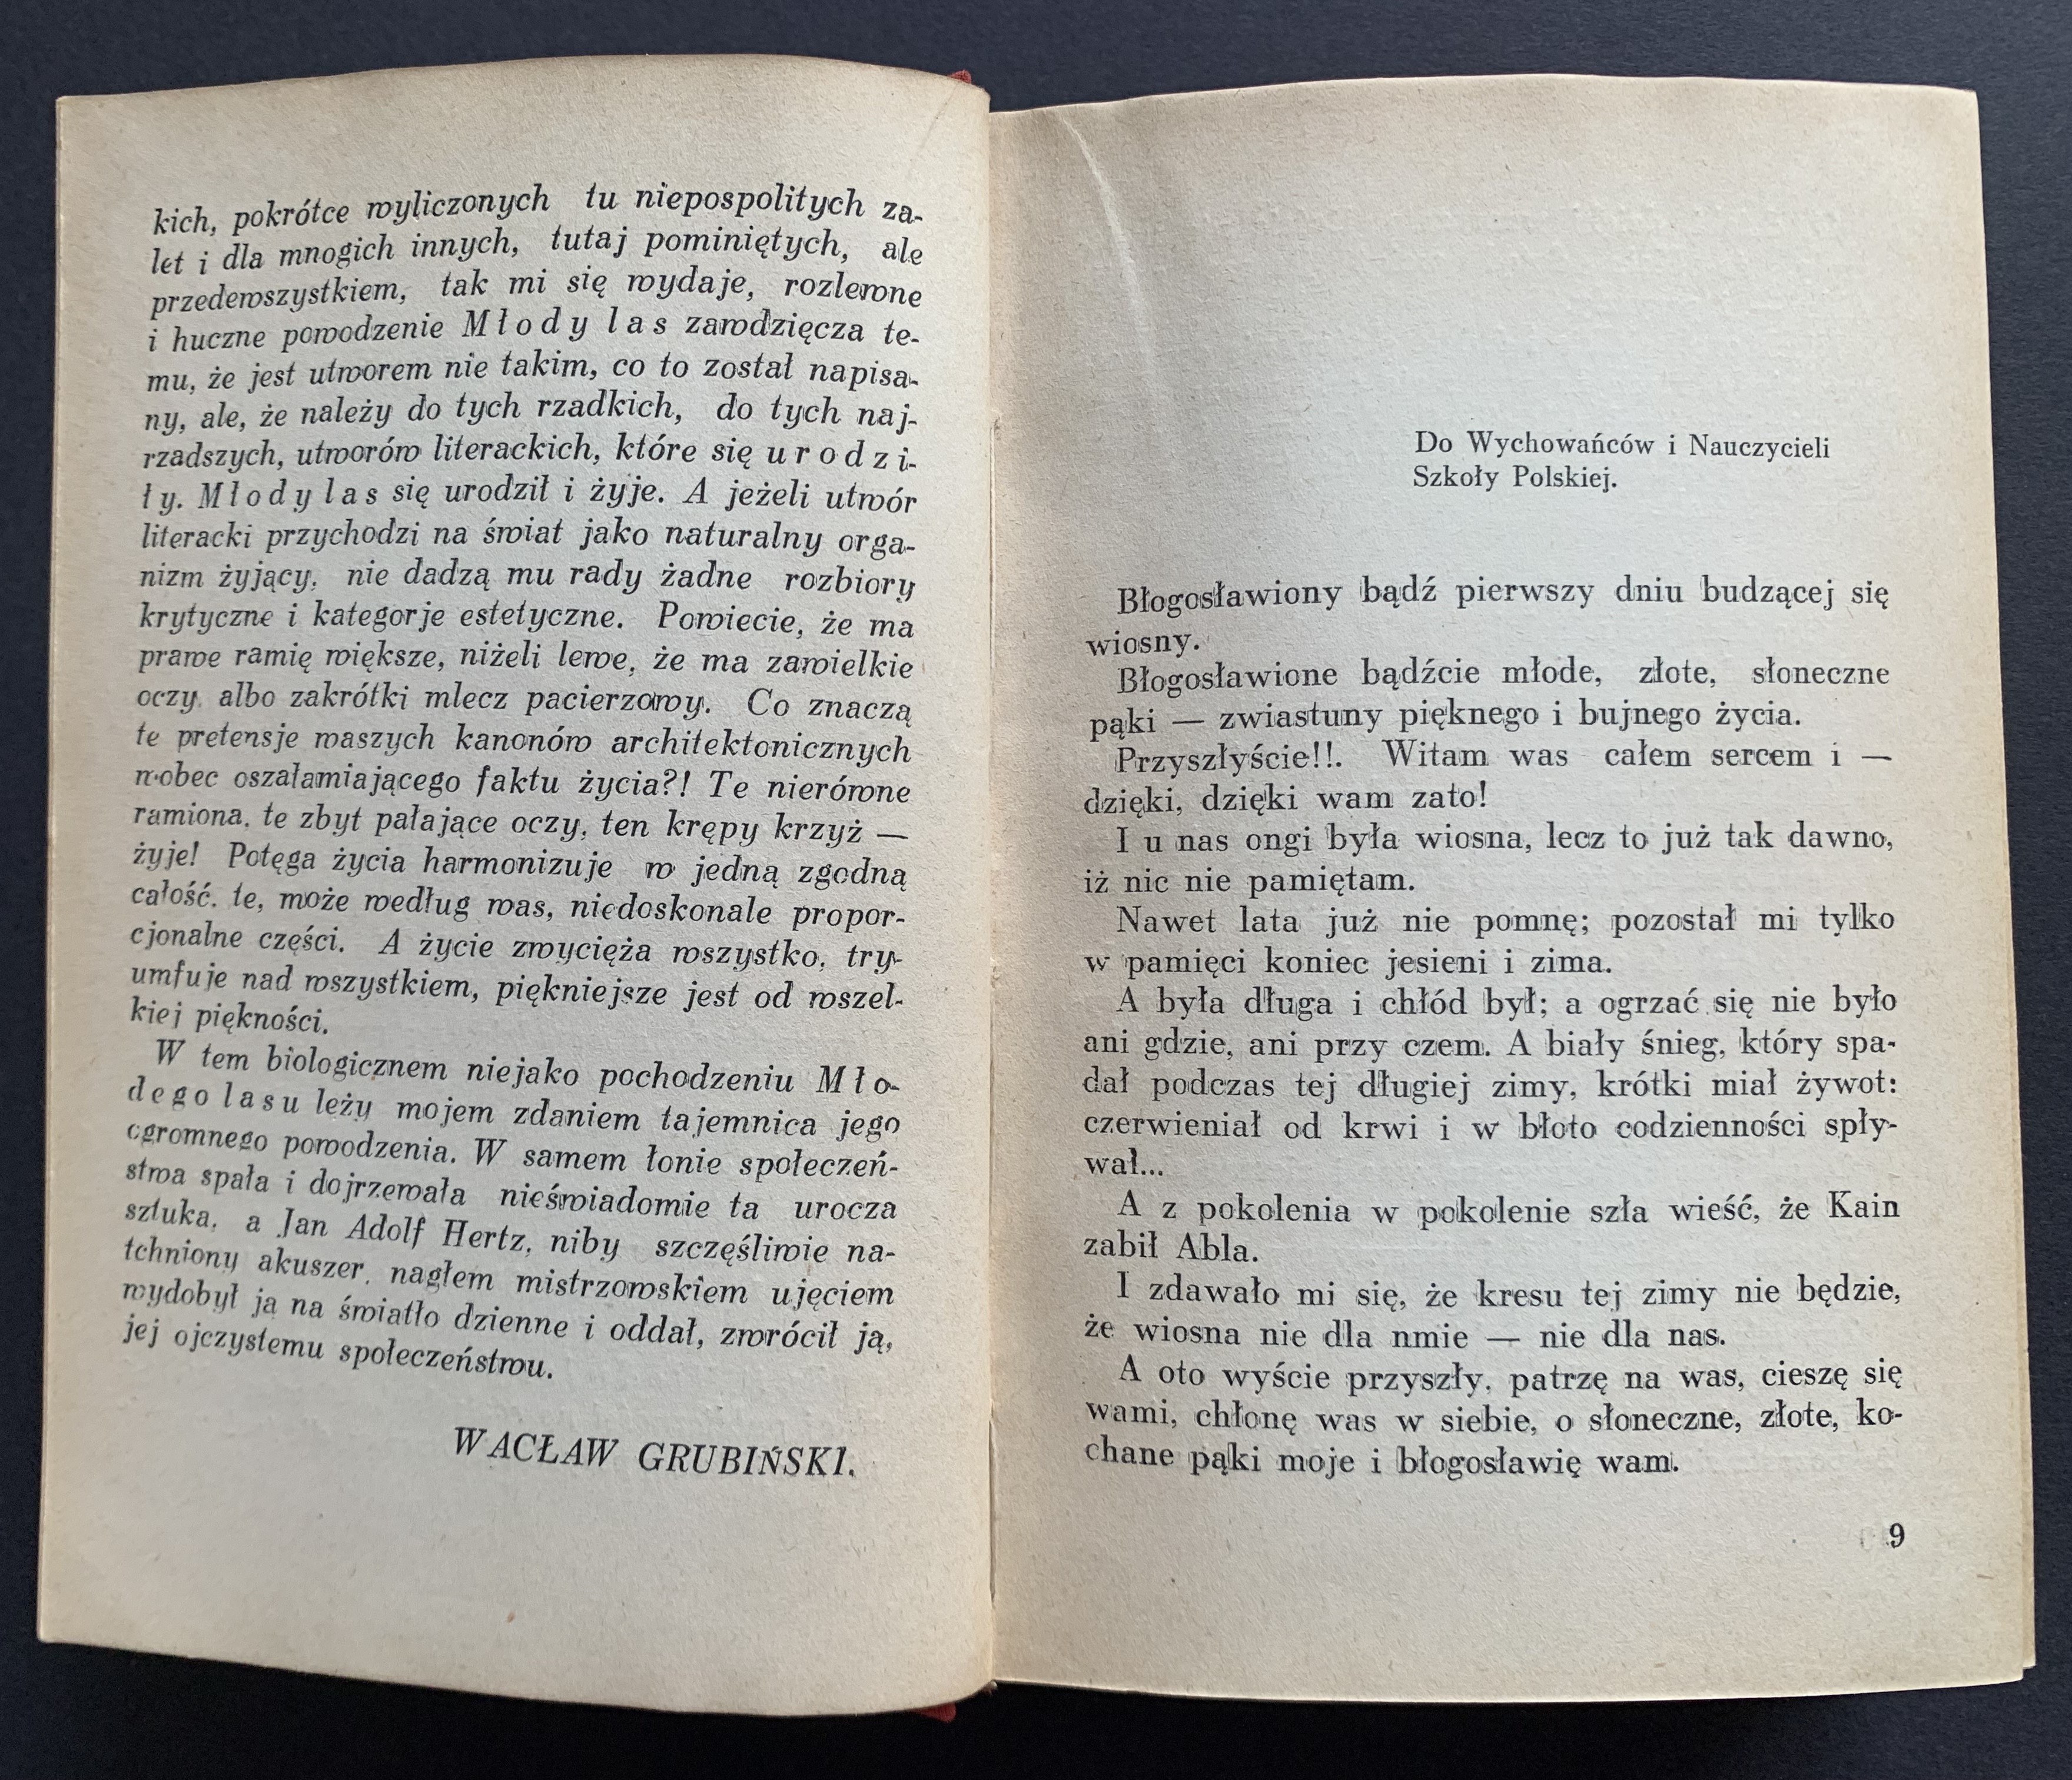 kich, pokrótce wyliczonych tu niepospolitych za-
let i dla mnogich innych, tutaj pominiętych, ale
przedewszystkiem, tak mi się wydaje, rozlewne
i huczne powodzenie Młody las zawdzięcza te-
mu, że jest utworem nie takim, co to został napisa-
ny, ale, że należy do tych rzadkich, do tych naj-
rzadszych, utworów literackich, które się urodzi-
ły. Młody las się urodził i żyje. A jeżeli utwór
literacki przychodzi na świat jako naturalny orga-
nizm żyjący, nie dadzą mu rady żadne rozbiory
krytyczne i kategorje estetyczne. Powiecie, że ma
prawe ramię większe, niżeli lewe, że ma zawielkie
oczy albo zakrótki mlecz pacierzowy. Co znaczą
te pretensje waszych kanonów architektonicznych
wobec oszałamiającego faktu życia?! Te nierówne
ramiona, te zbyt pałające oczy, ten krępy krzyż —
żyje! Potęga życia harmonizuje w jedną zgodną
całość, te, może według was, niedoskonale propor-
cjonalne części. A życie zwycięża wszystko, try-
umfuje nad wszystkiem, piękniejsze jest od wszel-
kiej piękności.
W tem biologicznem niejako pochodzeniu Mło-
dego lasu leży mojem zdaniem tajemnica jego
ogromnego powodzenia. W samem łonie społeczeń-
stwa spała i dojrzewała nieświadomie ta urocza
sztuka, a Jan Adolf Hertz, niby szczęśliwie na-
tchniony akuszer, nagłem mistrzowskiem ujęciem
wydobył ją na światło dzienne i oddał, zwrócił ją,
jej ojczystemu społeczeństwu.
WACŁAW GRUBIŃSKI.
Do Wychowańców i Nauczycieli
Szkoły Polskiej.
Błogosławiony bądź pierwszy dniu budzącej się
wiosny.
Błogosławione bądźcie młode, złote, słoneczne
pąki — zwiastuny pięknego i bujnego życia.
Przyszłyście!!. Witam was całem sercem i —
dzięki, dzięki wam zato!
I u nas ongi była wiosna, lecz to już tak dawno,
iż nic nie pamiętam.
Nawet lata już nie pomnę; pozostał mi tylko
w pamięci koniec jesieni i zima.
A była długa i chłód był; a ogrzać się nie było
ani gdzie, ani przy czem. A biały śnieg, który spa-
dał podczas tej długiej zimy, krótki miał żywot:
czerwieniał od krwi i w błoto codzienności spły-
wał...
A z pokolenia w pokolenie szła wieść, że Kain
zabił Abla.
I zdawało mi się, że kresu tej zimy nie będzie,
że wiosna nie dla nmie — nie dla nas.
A oto wyście przyszły, patrzę na was, cieszę się
wami, chłonę was w siebie, o słoneczne, złote, ko-
chane pąki moje i błogosławię wam.
9